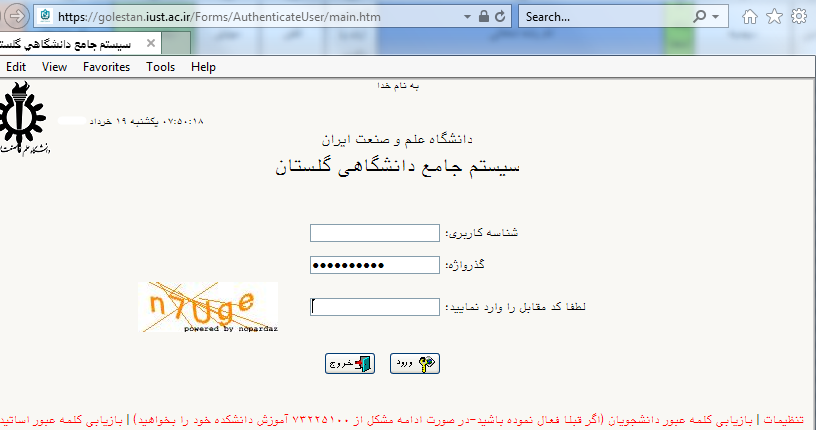 https://golestan.iust.ac.ir/Forms/AuthenticateUser/main.htm
Search...
سیستم جامع دانشگاهی گلستا
Edit View Favorites Tools Help
به نام خدا
۰۷:۵۰:۱۸ یکشنبه ۱۹ خرداد
دانشگاه علم و صنعت ایران
سیستم جامع دانشگاهی گلستان
شناسه کاربری:
گذرواژه:
لطفا کد مقابل را وارد نمایید:
n7uge
powered by nopardaz
ورود
خروج
تنظیمات | بازیابی کلمه عبور دانشجویان (اگر قبلا فعال نموده باشید-در صورت ادامه مشکل از ۷۳۲۲۵۱۰۰ آموزش دانشکده خود را بخواهید) | بازیابی کلمه عبور اساتید